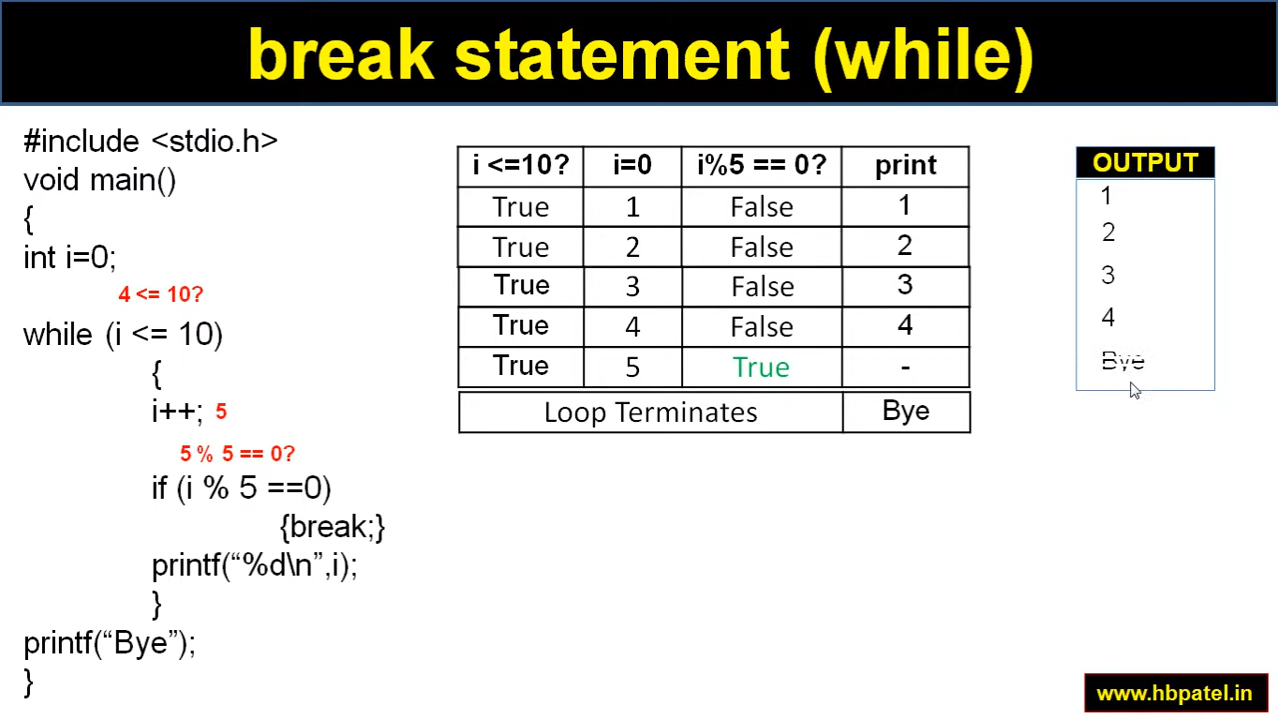 break statement (while)
#include <stdio.h>
void main()
{
int i=0;
4 <= 10?
while (i <= 10)
{
i++; 5
5 % 5 == 0?
if (i % 5 ==0)
{break;}
printf(“%d\n”,i);
}
printf(“Bye”);
}
i <=10? i=0 i%5 == 0? print
True 1 False 1
True 2 False 2
True 3 False 3
True 4 False 4
True 5 True -
Loop Terminates Bye
OUTPUT
1
2
3
4
Bye
www.hbpatel.in